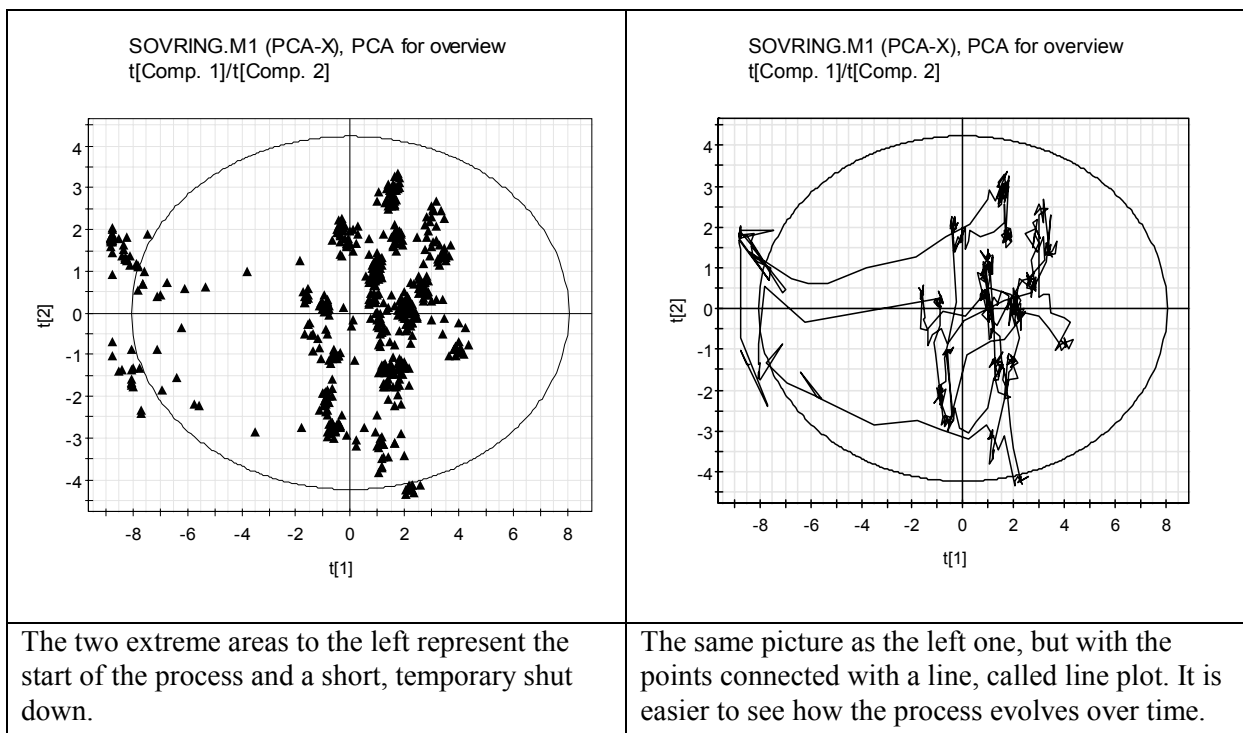 SOVRING.M1 (PCA-X), PCA for overview
t[Comp. 1]/t[Comp. 2]
4
3
2
1
0
-1
-2
-3
-4
t[2]
-8 -6 -4 -2 0 2 4 6 8
t[1]
SOVRING.M1 (PCA-X), PCA for overview
t[Comp. 1]/t[Comp. 2]
4
3
2
1
0
-1
-2
-3
-4
t[2]
-8 -6 -4 -2 0 2 4 6 8
t[1]
The two extreme areas to the left represent the
start of the process and a short, temporary shut
down.
The same picture as the left one, but with the
points connected with a line, called line plot. It is
easier to see how the process evolves over time.